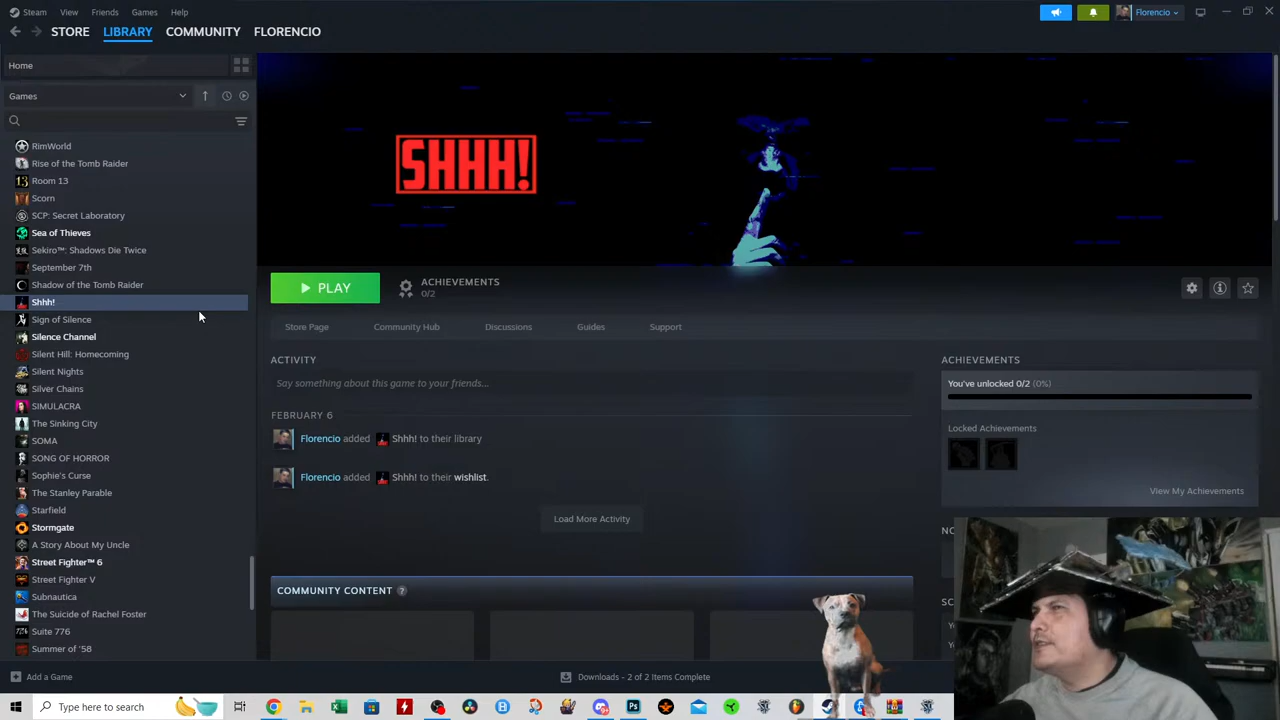 Steam View Friends Games Help
Florencio
STORE LIBRARY COMMUNITY FLORENCIO
Home
Games
RimWorld
Rise of the Tomb Raider
13 Room 13
Scorn
SCP: Secret Laboratory
Sea of Thieves
Sekiro™: Shadows Die Twice
September 7th
Shadow of the Tomb Raider
Shhh!
Sign of Silence
Silence Channel
Silent Hill: Homecoming
Silent Nights
Silver Chains
SIMULACRA
The Sinking City
SOMA
SONG OF HORROR
Sophie's Curse
The Stanley Parable
Starfield
Stormgate
A Story About My Uncle
Street Fighter™ 6
Street Fighter V
Subnautica
The Suicide of Rachel Foster
Suite 776
Summer of '58
SHHH!
PLAY
ACHIEVEMENTS
0/2
Store Page Community Hub Discussions Guides Support
ACTIVITY
Say something about this game to your friends...
FEBRUARY 6
Florencio added Shhh! to their library
Florencio added Shhh! to their wishlist.
Load More Activity
COMMUNITY CONTENT ?
ACHIEVEMENTS
You've unlocked 0/2 (0%)
Locked Achievements
View My Achievements
Add a Game
Downloads - 2 of 2 Items Complete
Type here to search